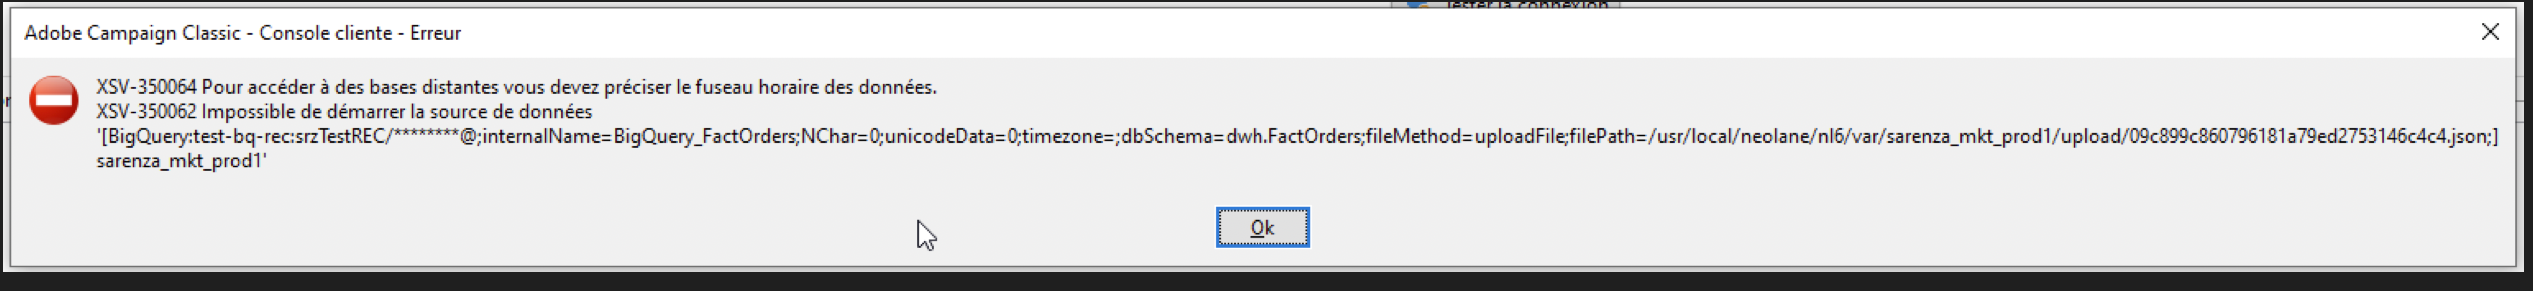 Tester la connexion
Adobe Campaign Classic - Console cliente - Erreur
XSV-350064 Pour accéder à des bases distantes vous devez préciser le fuseau horaire des données.
XSV-350062 Impossible de démarrer la source de données
'[BigQuery:test-bq-rec:srzTestREC/********@;internalName=BigQuery_FactOrders;NChar=0;unicodeData=0;timezone=;dbSchema=dwh.FactOrders;fileMethod=uploadFile;filePath=/usr/local/neolane/nl6/var/sarenza_mkt_prod1/upload/09c899c860796181a79ed2753146c4c4.json;]
sarenza_mkt_prod1'
Ok